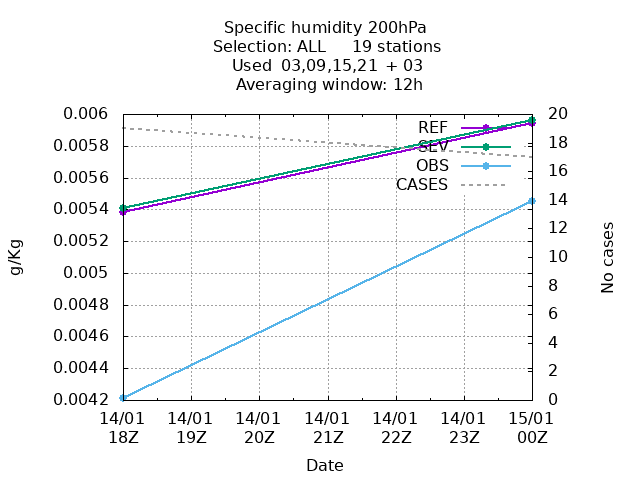 Specific humidity 200hPa
Selection: ALL     19 stations
Used  03,09,15,21 + 03
Averaging window: 12h
0.006
0.0058
0.0056
0.0054
0.0052
0.005
0.0048
0.0046
0.0044
0.0042
g/Kg
REF
SEV
OBS
CASES
20
18
16
14
12
10
8
6
4
2
0
No cases
14/01 14/01 14/01 14/01 14/01 14/01 15/01
18Z 19Z 20Z 21Z 22Z 23Z 00Z
Date